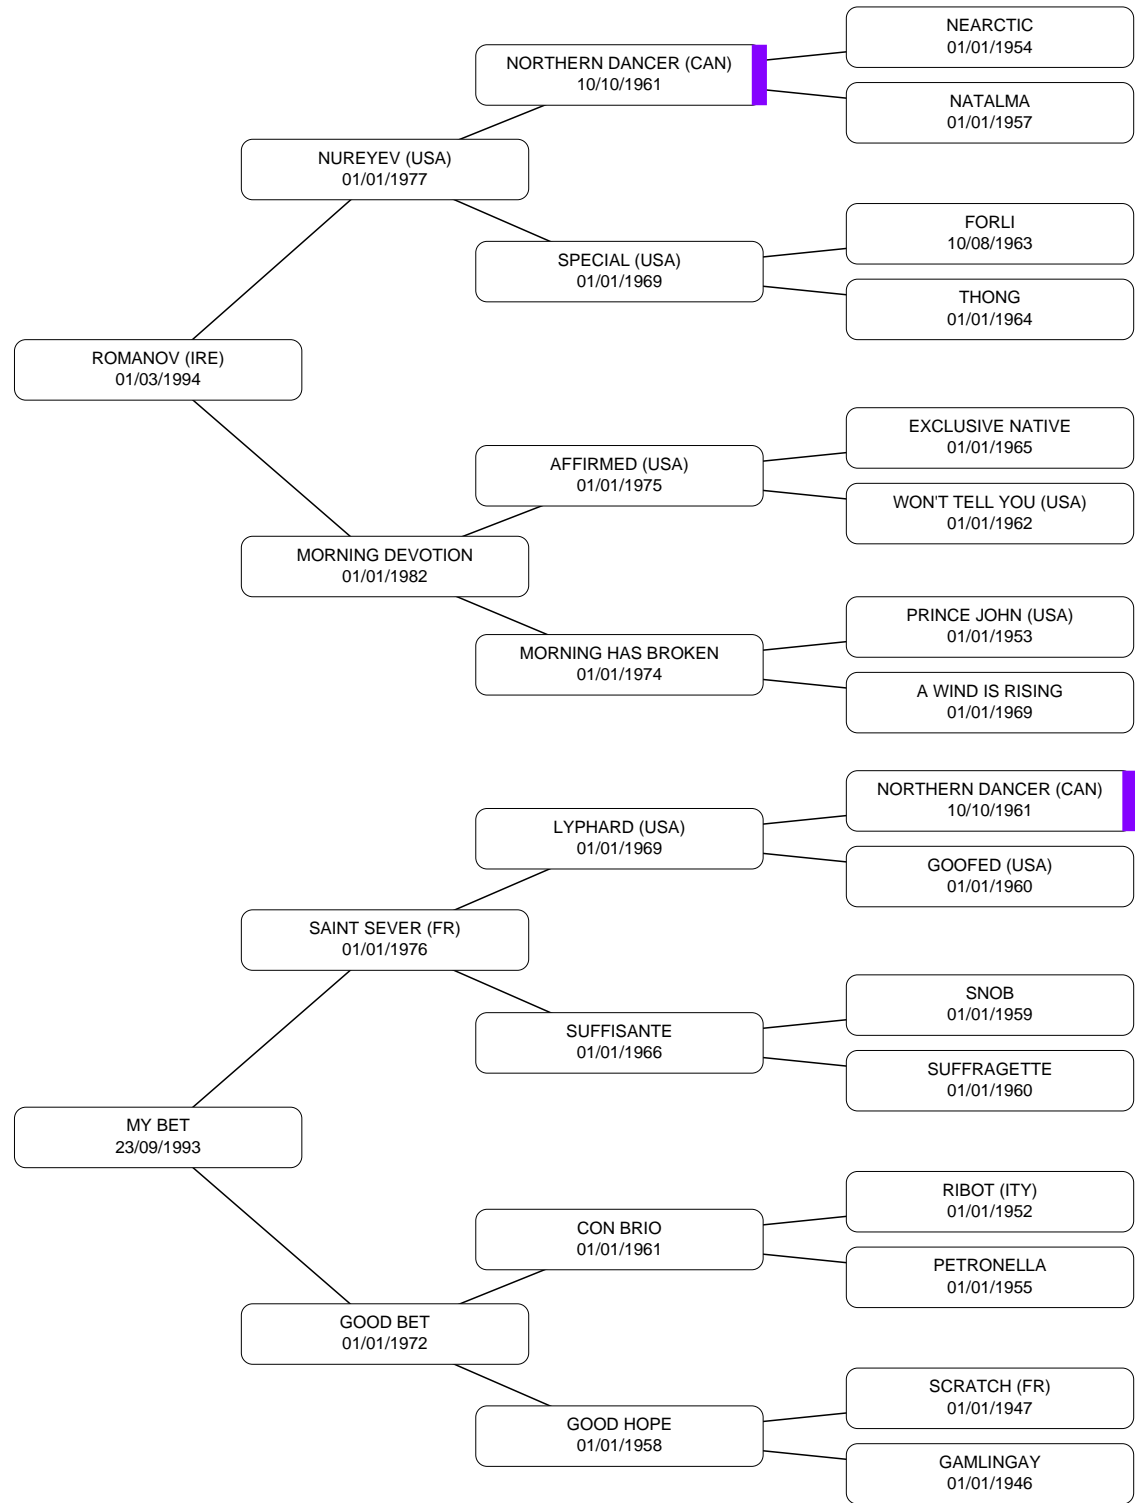 NEARCTIC
01/01/1954
NORTHERN DANCER (CAN)
10/10/1961
NATALMA
01/01/1957
NUREYEV (USA)
01/01/1977
FORLI
10/08/1963
SPECIAL (USA)
01/01/1969
THONG
01/01/1964
ROMANOV (IRE)
01/03/1994
EXCLUSIVE NATIVE
01/01/1965
AFFIRMED (USA)
01/01/1975
WON'T TELL YOU (USA)
01/01/1962
MORNING DEVOTION
01/01/1982
PRINCE JOHN (USA)
01/01/1953
MORNING HAS BROKEN
01/01/1974
A WIND IS RISING
01/01/1969
NORTHERN DANCER (CAN)
10/10/1961
LYPHARD (USA)
01/01/1969
GOOFED (USA)
01/01/1960
SAINT SEVER (FR)
01/01/1976
SNOB
01/01/1959
SUFFISANTE
01/01/1966
SUFFRAGETTE
01/01/1960
MY BET
23/09/1993
RIBOT (ITY)
01/01/1952
CON BRIO
01/01/1961
PETRONELLA
01/01/1955
GOOD BET
01/01/1972
SCRATCH (FR)
01/01/1947
GOOD HOPE
01/01/1958
GAMLINGAY
01/01/1946